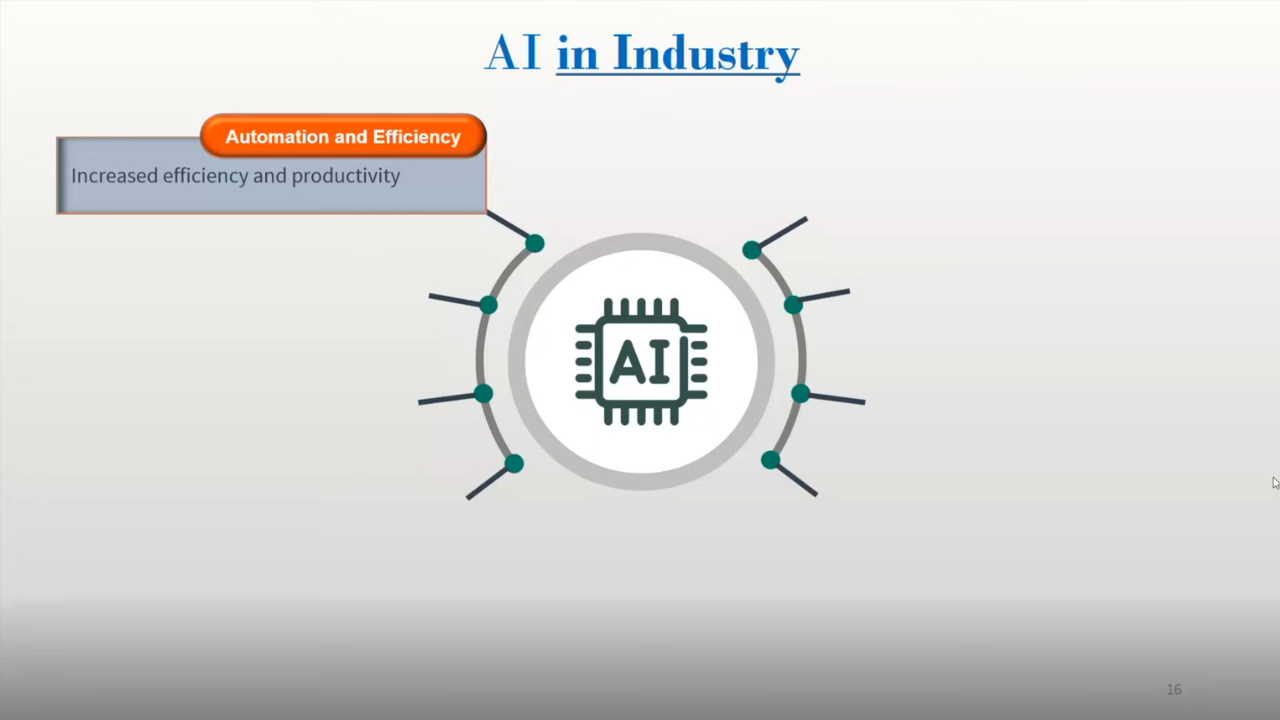 AI in Industry
Automation and Efficiency
Increased efficiency and productivity
AI
16